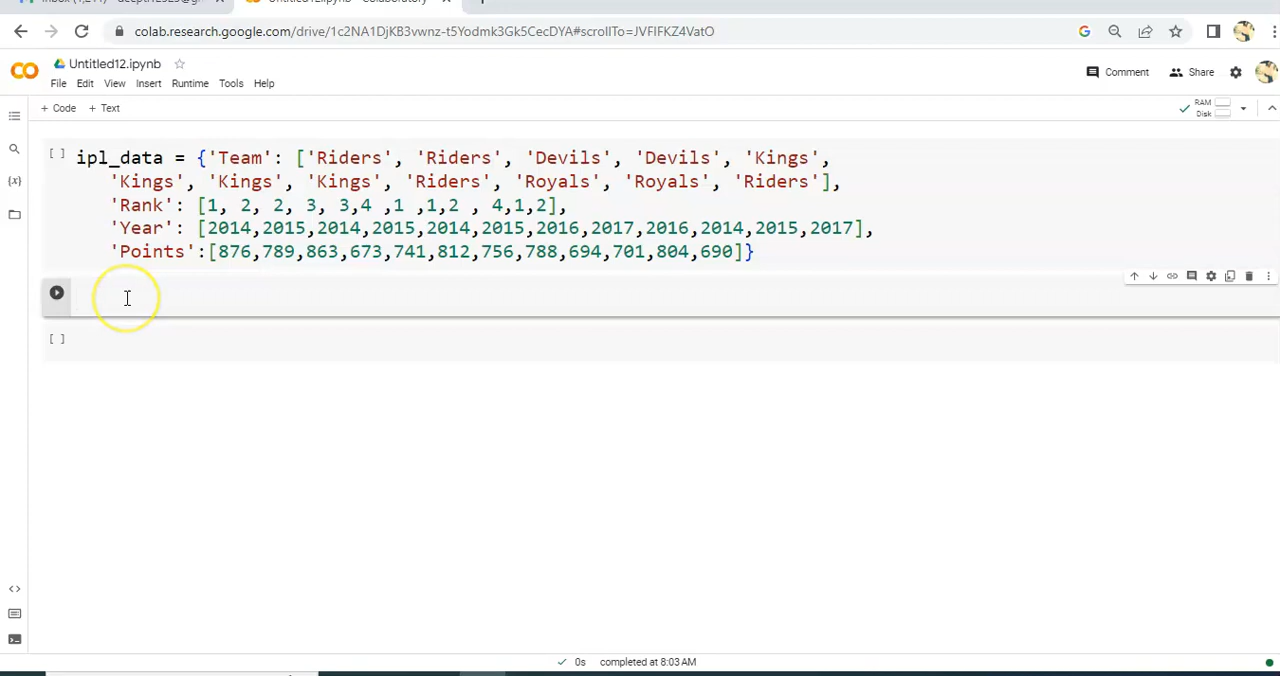 Untitled12.ipynb - Colaboratory
colab.research.google.com/drive/1c2NA1DjKB3vwnz-t5Yodmk3Gk5CecDYA#scrollTo=JVFIFKZ4VatO
Untitled12.ipynb
Comment
Share
File Edit View Insert Runtime Tools Help
+ Code + Text
RAM
Disk
[ ] ipl_data = {'Team': ['Riders', 'Riders', 'Devils', 'Devils', 'Kings',
'Kings', 'Kings', 'Kings', 'Riders', 'Royals', 'Royals', 'Riders'],
'Rank': [1, 2, 2, 3, 3,4 ,1 ,1,2 , 4,1,2],
'Year': [2014,2015,2014,2015,2014,2015,2016,2017,2016,2014,2015,2017],
'Points':[876,789,863,673,741,812,756,788,694,701,804,690]}
[ ]
0s completed at 8:03 AM